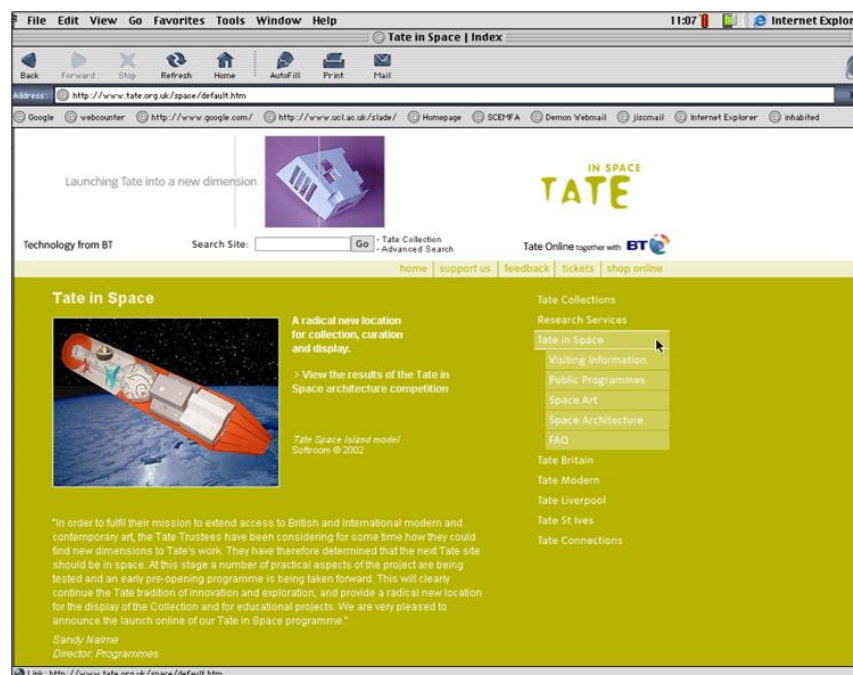 File Edit View Go Favorites Tools Window Help 11:07 Internet Explor
Tate in Space | Index
Back Forward Stop Refresh Home AutoFill Print Mail
Address: http://www.tate.org.uk/space/default.htm
Google webcounter http://www.google.com/ http://www.ucl.ac.uk/slade/ Homepage SCEMFA Demon Webmail jiscmail Internet Explorer inhabited
Launching Tate into a new dimension
IN SPACE
TATE
Technology from BT Search Site: Go - Tate Collection
- Advanced Search
Tate Online together with BT
home support us feedback tickets shop online
Tate in Space
A radical new location
for collection, curation
and display.
> View the results of the Tate in
Space architecture competition
Tate Space Island model
Softroom © 2002
Tate Collections
Research Services
Tate in Space
Visiting Information
Public Programmes
Space Art
Space Architecture
FAQ
Tate Britain
Tate Modern
Tate Liverpool
Tate St Ives
Tate Connections
"In order to fulfil their mission to extend access to British and International modern and
contemporary art, the Tate Trustees have been considering for some time how they could
find new dimensions to Tate's work. They have therefore determined that the next Tate site
should be in space. At this stage a number of practical aspects of the project are being
tested and an early pre-opening programme is being taken forward. This will clearly
continue the Tate tradition of innovation and exploration, and provide a radical new location
for the display of the Collection and for educational projects. We are very pleased to
announce the launch online of our Tate in Space programme."
Sandy Nairne
Director: Programmes
Link: http://www.tate.org.uk/space/default.htm